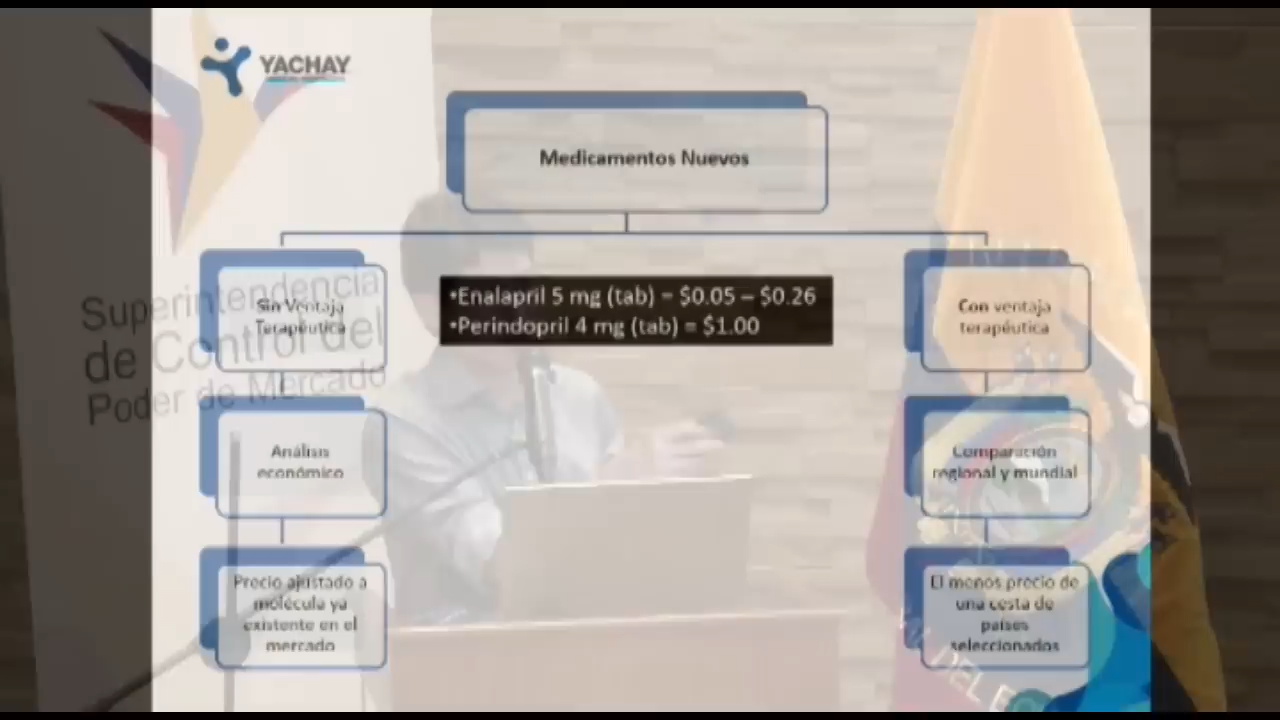 YACHAY
Medicamentos Nuevos
Sin Ventaja
Terapéutica
•Enalapril 5 mg (tab) = $0.05 – $0.26
•Perindopril 4 mg (tab) = $1.00
Con ventaja
terapéutica
Superintendencia
de Control del
Poder de Mercado
Análisis
económico
Comparación
regional y mundial
Precio ajustado a
molécula ya
existente en el
mercado
El menos precio de
una cesta de
países
seleccionados
DEL